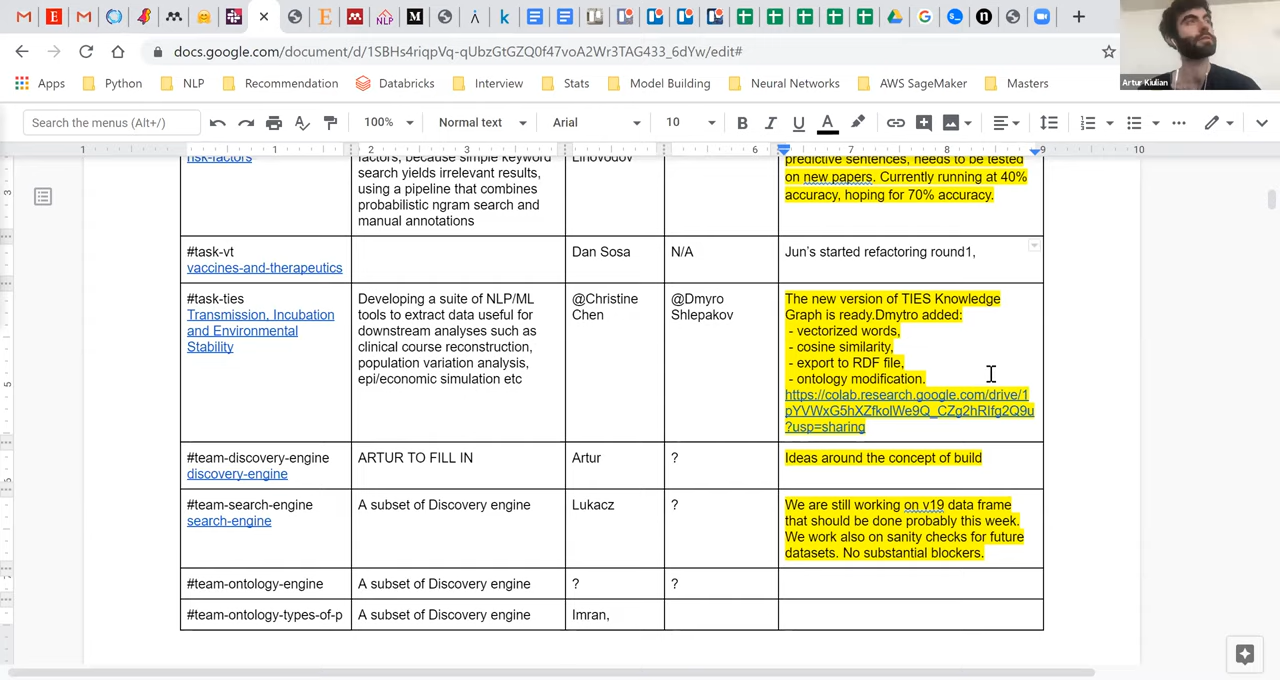 docs.google.com/document/d/1SBHs4riqpVq-qUbzGtGZQ0f47voA2Wr3TAG433_6dYw/edit#
Artur Kiulian
Apps Python NLP Recommendation Databricks Interview Stats Model Building Neural Networks AWS SageMaker Masters
Search the menus (Alt+/) 100% Normal text Arial 10 B I U A
1 1 2 3 6 9 10
risk-factors
factors, because simple keyword
search yields irrelevant results,
using a pipeline that combines
probabilistic ngram search and
manual annotations
predictive sentences, needs to be tested
on new papers. Currently running at 40%
accuracy, hoping for 70% accuracy.
#task-vt
vaccines-and-therapeutics
Dan Sosa
N/A
Jun's started refactoring round1,
#task-ties
Transmission, Incubation
and Environmental
Stability
Developing a suite of NLP/ML
tools to extract data useful for
downstream analyses such as
clinical course reconstruction,
population variation analysis,
epi/economic simulation etc
@Christine
Chen
@Dmyro
Shlepakov
The new version of TIES Knowledge
Graph is ready.Dmytro added:
- vectorized words,
- cosine similarity,
- export to RDF file,
- ontology modification.
https://colab.research.google.com/drive/1
pYVWxG5hXZfkolWe9Q_CZg2hRIfg2Q9u
?usp=sharing
#team-discovery-engine
discovery-engine
ARTUR TO FILL IN
Artur
?
Ideas around the concept of build
#team-search-engine
search-engine
A subset of Discovery engine
Lukacz
?
We are still working on v19 data frame
that should be done probably this week.
We work also on sanity checks for future
datasets. No substantial blockers.
#team-ontology-engine
A subset of Discovery engine
?
?
#team-ontology-types-of-p
A subset of Discovery engine
Imran,